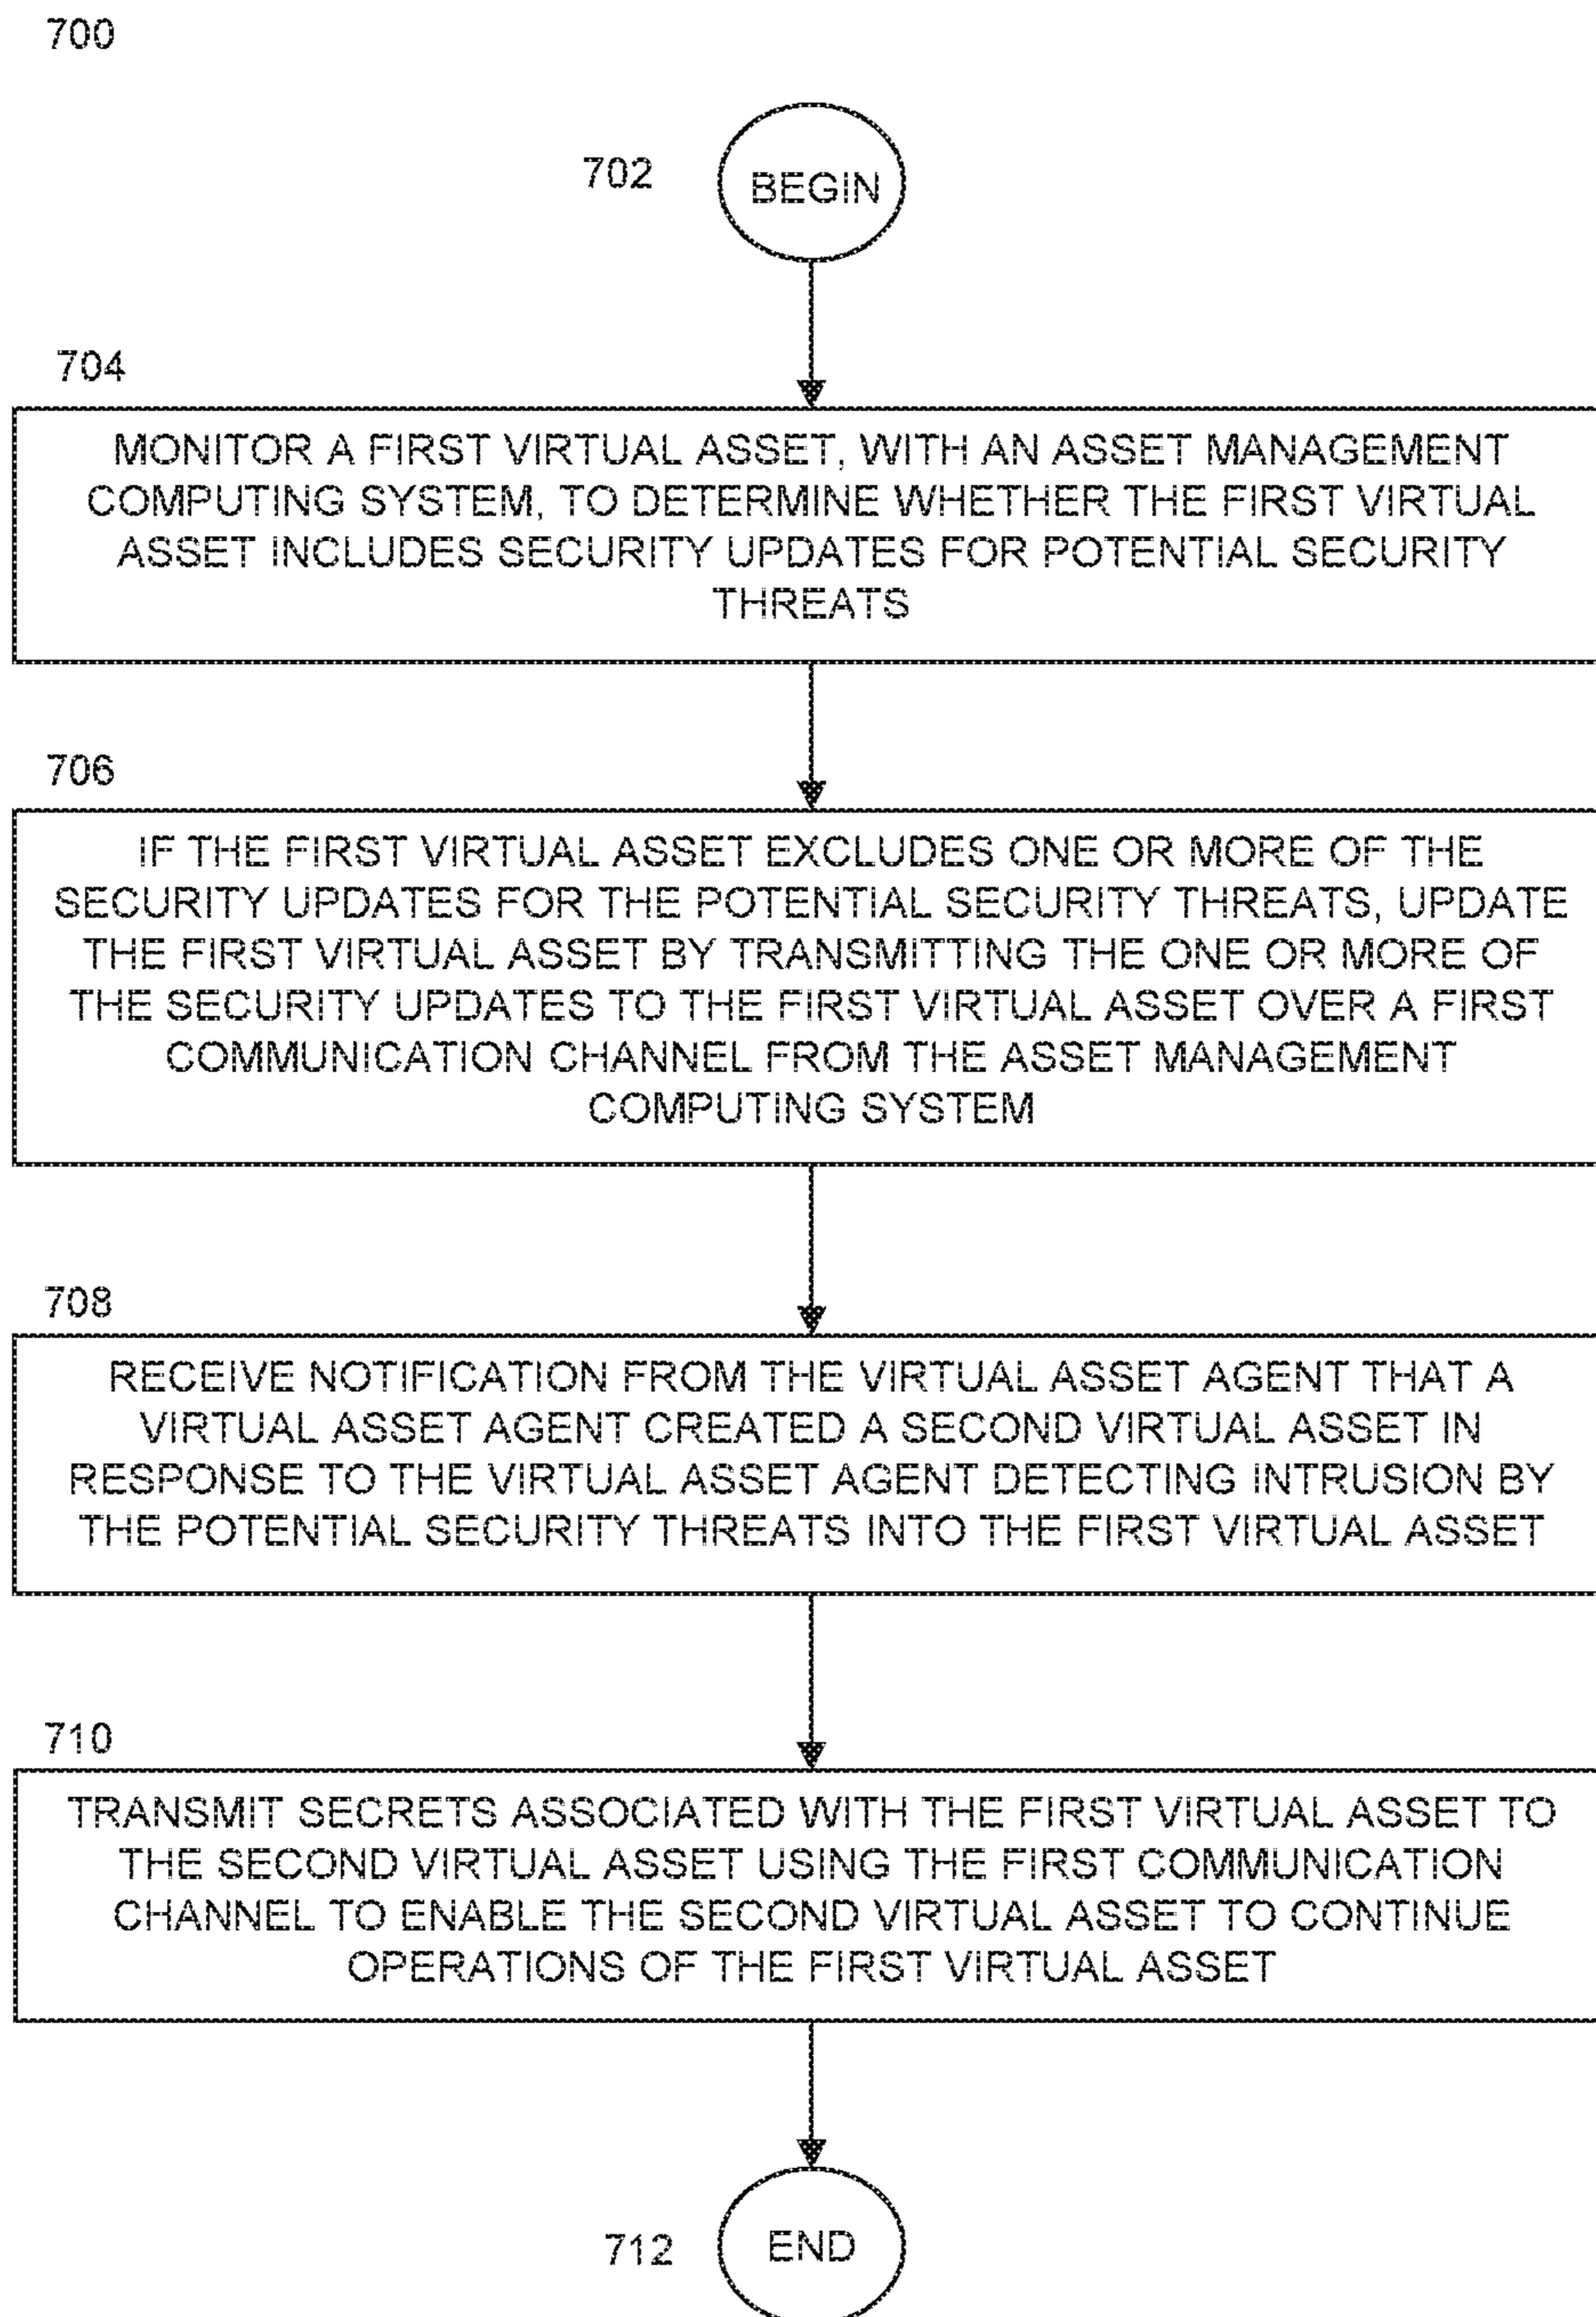 700
702
BEGIN
704
MONITOR A FIRST VIRTUAL ASSET, WITH AN ASSET MANAGEMENT
COMPUTING SYSTEM, TO DETERMINE WHETHER THE FIRST VIRTUAL
ASSET INCLUDES SECURITY UPDATES FOR POTENTIAL SECURITY
THREATS
706
IF THE FIRST VIRTUAL ASSET EXCLUDES ONE OR MORE OF THE
SECURITY UPDATES FOR THE POTENTIAL SECURITY THREATS, UPDATE
THE FIRST VIRTUAL ASSET BY TRANSMITTING THE ONE OR MORE OF
THE SECURITY UPDATES TO THE FIRST VIRTUAL ASSET OVER A FIRST
COMMUNICATION CHANNEL FROM THE ASSET MANAGEMENT
COMPUTING SYSTEM
708
RECEIVE NOTIFICATION FROM THE VIRTUAL ASSET AGENT THAT A
VIRTUAL ASSET AGENT CREATED A SECOND VIRTUAL ASSET IN
RESPONSE TO THE VIRTUAL ASSET AGENT DETECTING INTRUSION BY
THE POTENTIAL SECURITY THREATS INTO THE FIRST VIRTUAL ASSET
710
TRANSMIT SECRETS ASSOCIATED WITH THE FIRST VIRTUAL ASSET TO
THE SECOND VIRTUAL ASSET USING THE FIRST COMMUNICATION
CHANNEL TO ENABLE THE SECOND VIRTUAL ASSET TO CONTINUE
OPERATIONS OF THE FIRST VIRTUAL ASSET
712
END